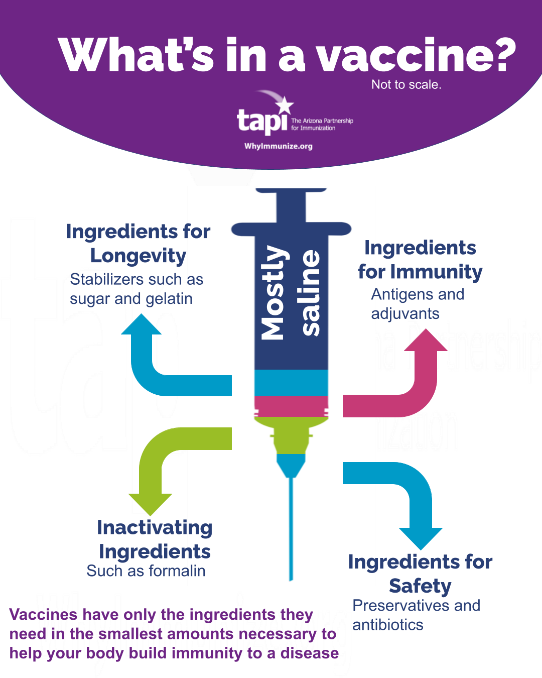 What's in a vaccine?
Not to scale.
tapi
The Arizona Partnership
for Immunization
WhyImmunize.org
Ingredients for
Longevity
Stabilizers such as
sugar and gelatin
Mostly
saline
Ingredients
for Immunity
Antigens and
adjuvants
Inactivating
Ingredients
Such as formalin
Ingredients for
Safety
Preservatives and
antibiotics
Vaccines have only the ingredients they
need in the smallest amounts necessary to
help your body build immunity to a disease